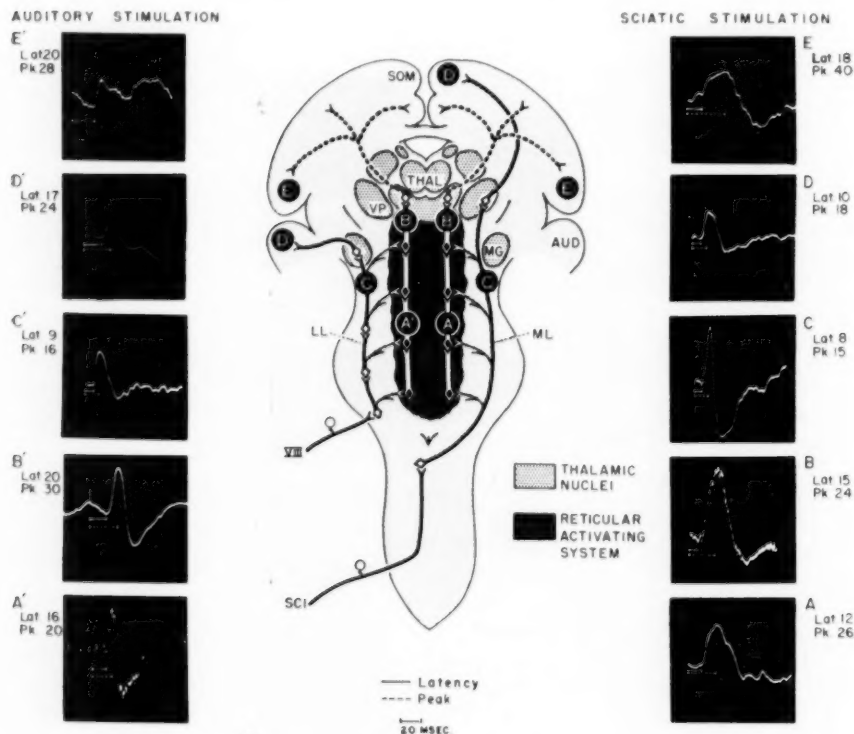 AUDITORY STIMULATION
SCIATIC STIMULATION
E'
Lat 20
Pk 28
D'
Lat 17
Pk 24
C'
Lat 9
Pk 16
B'
Lat 20
Pk 30
A'
Lat 16
Pk 20
SOM
D
E'
E
THAL
VP
B'
B
D'
AUD
MG
C'
C
A'
A
LL
ML
VIII
SCI
THALAMIC
NUCLEI
RETICULAR
ACTIVATING
SYSTEM
Latency
Peak
20 MSEC.
E
Lat 18
Pk 40
D
Lat 10
Pk 18
C
Lat 8
Pk 15
B
Lat 15
Pk 24
A
Lat 12
Pk 26